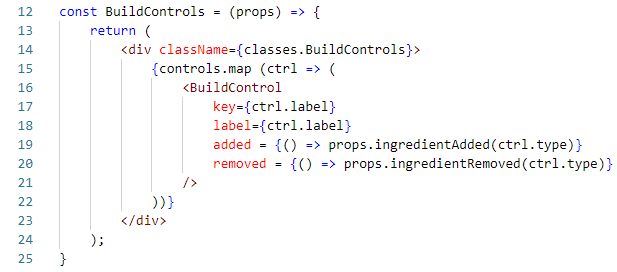 12 const BuildControls = (props) => {
13     return (
14         <div className={classes.BuildControls}>
15             {controls.map (ctrl => (
16                 <BuildControl
17                     key={ctrl.label}
18                     label={ctrl.label}
19                     added = {() => props.ingredientAdded(ctrl.type)}
20                     removed = {() => props.ingredientRemoved(ctrl.type)}
21                 />
22             ))}
23         </div>
24     );
25 }